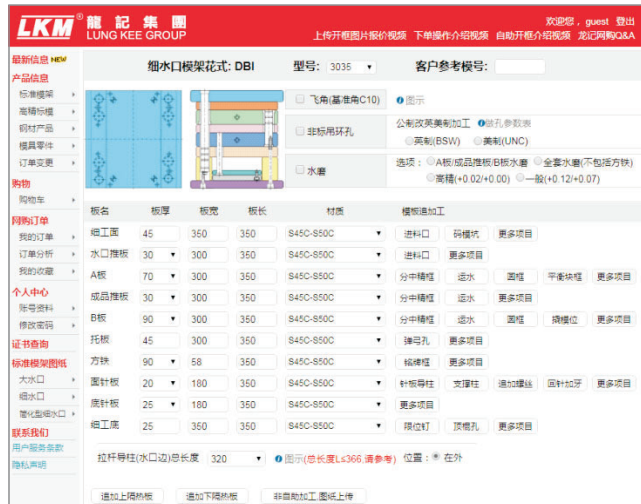 LKM® 龍記集團
LUNG KEE GROUP
欢迎您，guest 登出
上传开框图片报价视频 下单操作介绍视频 自助开框介绍视频 龙记网购Q&A
最新信息 NEW
产品信息
标准模架
高精标模
钢材产品
模具零件
订单变更
购物
购物车
网购订单
我的订单
订单分析
我的收藏
个人中心
账号资料
修改密码
证书查询
标准模架图纸
大水口
细水口
简化型细水口
联系我们
用户服务条款
隐私声明
细水口模架花式: DBI 型号: 3035 客户参考模号:
飞角(基准角C10) 图示
非标吊环孔 公制改英美制加工 做孔参数表
英制(BSW) 美制(UNC)
水磨 选项： A板/成品推板/B板水磨 全套水磨(不包括方铁)
高精(+0.02/+0.00) 一般(+0.12/+0.07)
板名 板厚 板宽 板长 材质 模板追加工
细工面 45 350 350 S45C-S50C 进料口 码模坑 更多项目
水口推板 30 300 350 S45C-S50C 进料口 更多项目
A板 70 300 350 S45C-S50C 分中精框 运水 圆框 平衡块框 更多项目
成品推板 30 300 350 S45C-S50C 分中精框 运水 更多项目
B板 90 300 350 S45C-S50C 分中精框 运水 圆框 撬模位 更多项目
托板 45 300 350 S45C-S50C 弹弓孔 更多项目
方铁 90 58 350 S45C-S50C 铭牌框 更多项目
面针板 20 180 350 S45C-S50C 针板导柱 支撑柱 追加螺丝 回针加牙 更多项目
底针板 25 180 350 S45C-S50C 更多项目
细工底 25 350 350 S45C-S50C 限位钉 顶棍孔 更多项目
拉杆导柱(水口边)总长度 320 图示(总长度L≤366,请参考) 位置： 在外
追加上隔热板 追加下隔热板 非自助加工,图纸上传